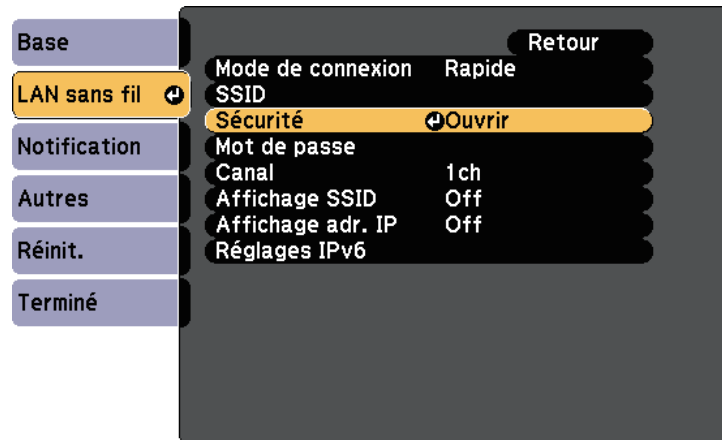 Base
LAN sans fil
Notification
Autres
Réinit.
Terminé
Retour
Mode de connexion Rapide
SSID
Sécurité Ouvrir
Mot de passe
Canal 1ch
Affichage SSID Off
Affichage adr. IP Off
Réglages IPv6